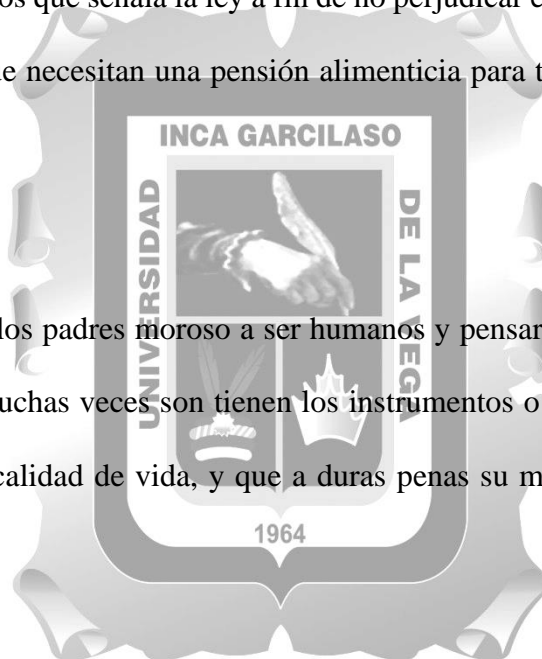 os que señala la ley a fin de no perjudicar
e necesitan una pensión alimenticia para t
INCA GARCILASO
UNIVERSIDAD
DE LA VEGA
los padres moroso a ser humanos y pensar
uchas veces son tienen los instrumentos o
calidad de vida, y que a duras penas su m
1964